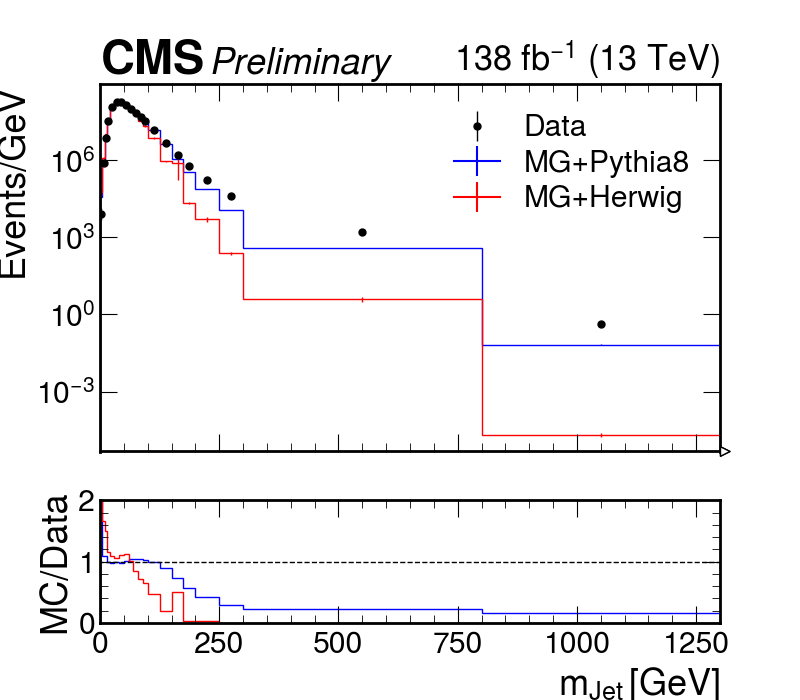 CMS Preliminary 138 fb⁻¹ (13 TeV)
Events/GeV
10⁶
10³
10⁰
10⁻³
Data
MG+Pythia8
MG+Herwig
MC/Data
2
1
0
0 250 500 750 1000 1250
m_Jet [GeV]